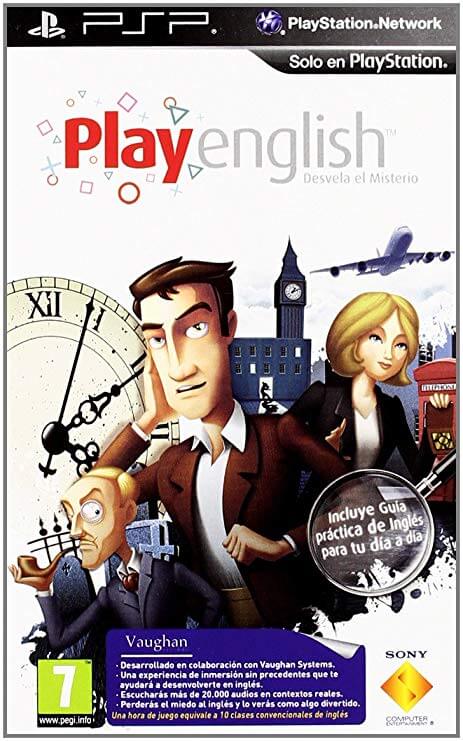 PSP
PlayStation®Network
Solo en PlayStation®
Playenglish™
Desvela el Misterio
XII
I
TELEPHONE
Incluye Guía
práctica de Inglés
para tu día a día
Vaughan
· Desarrollado en colaboración con Vaughan Systems.
· Una experiencia de inmersión sin precedentes que te
ayudará a desenvolverte en inglés.
· Escucharás más de 20.000 audios en contextos reales.
· Perderás el miedo al inglés y lo verás como algo divertido.
Una hora de juego equivale a 10 clases convencionales de inglés
7
www.pegi.info
SONY
COMPUTER
ENTERTAINMENT®